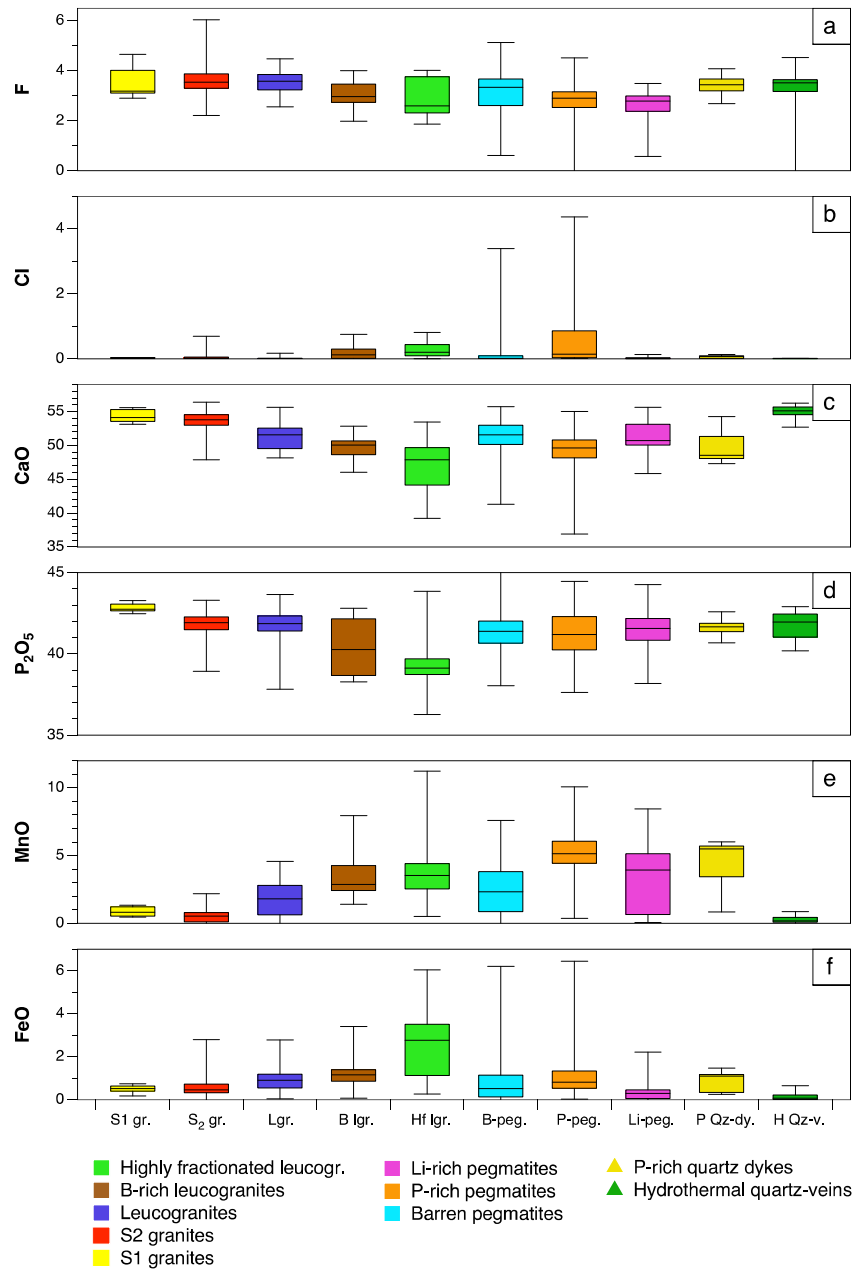 a
F
6
4
2
0
b
Cl
4
2
0
c
CaO
55
50
45
40
35
d
P₂O₅
45
40
35
e
MnO
10
5
0
f
FeO
6
4
2
0
S1 gr. S₂ gr. Lgr. B lgr. Hf lgr. B-peg. P-peg. Li-peg. P Qz-dy. H Qz-v.
Highly fractionated leucogr. Li-rich pegmatites P-rich quartz dykes
B-rich leucogranites P-rich pegmatites Hydrothermal quartz-veins
Leucogranites Barren pegmatites
S2 granites
S1 granites